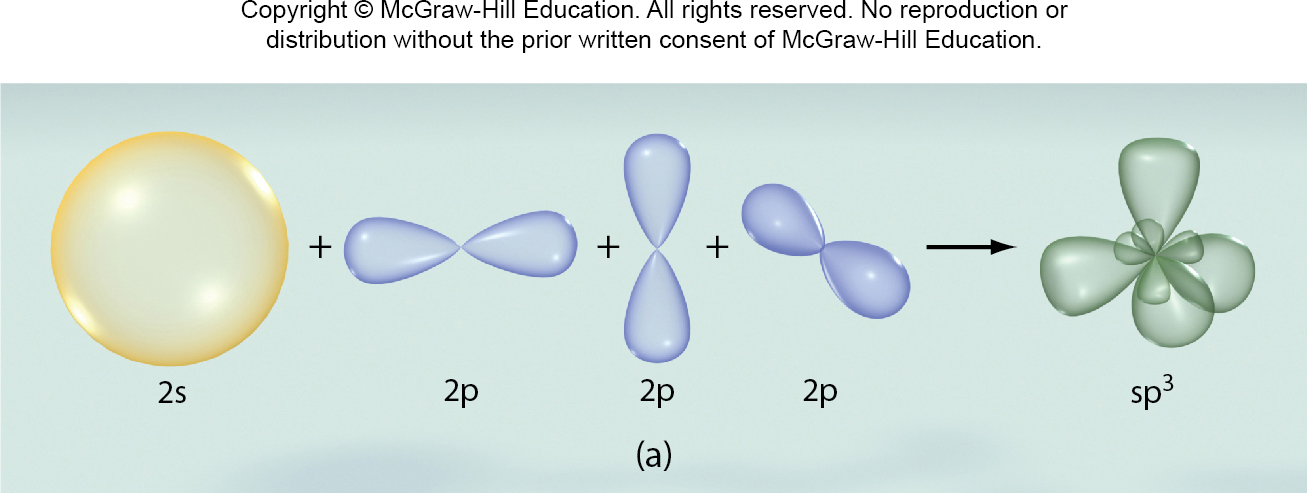 Copyright © McGraw-Hill Education. All rights reserved. No reproduction or
distribution without the prior written consent of McGraw-Hill Education.
+ + +
2s 2p 2p 2p sp³
(a)